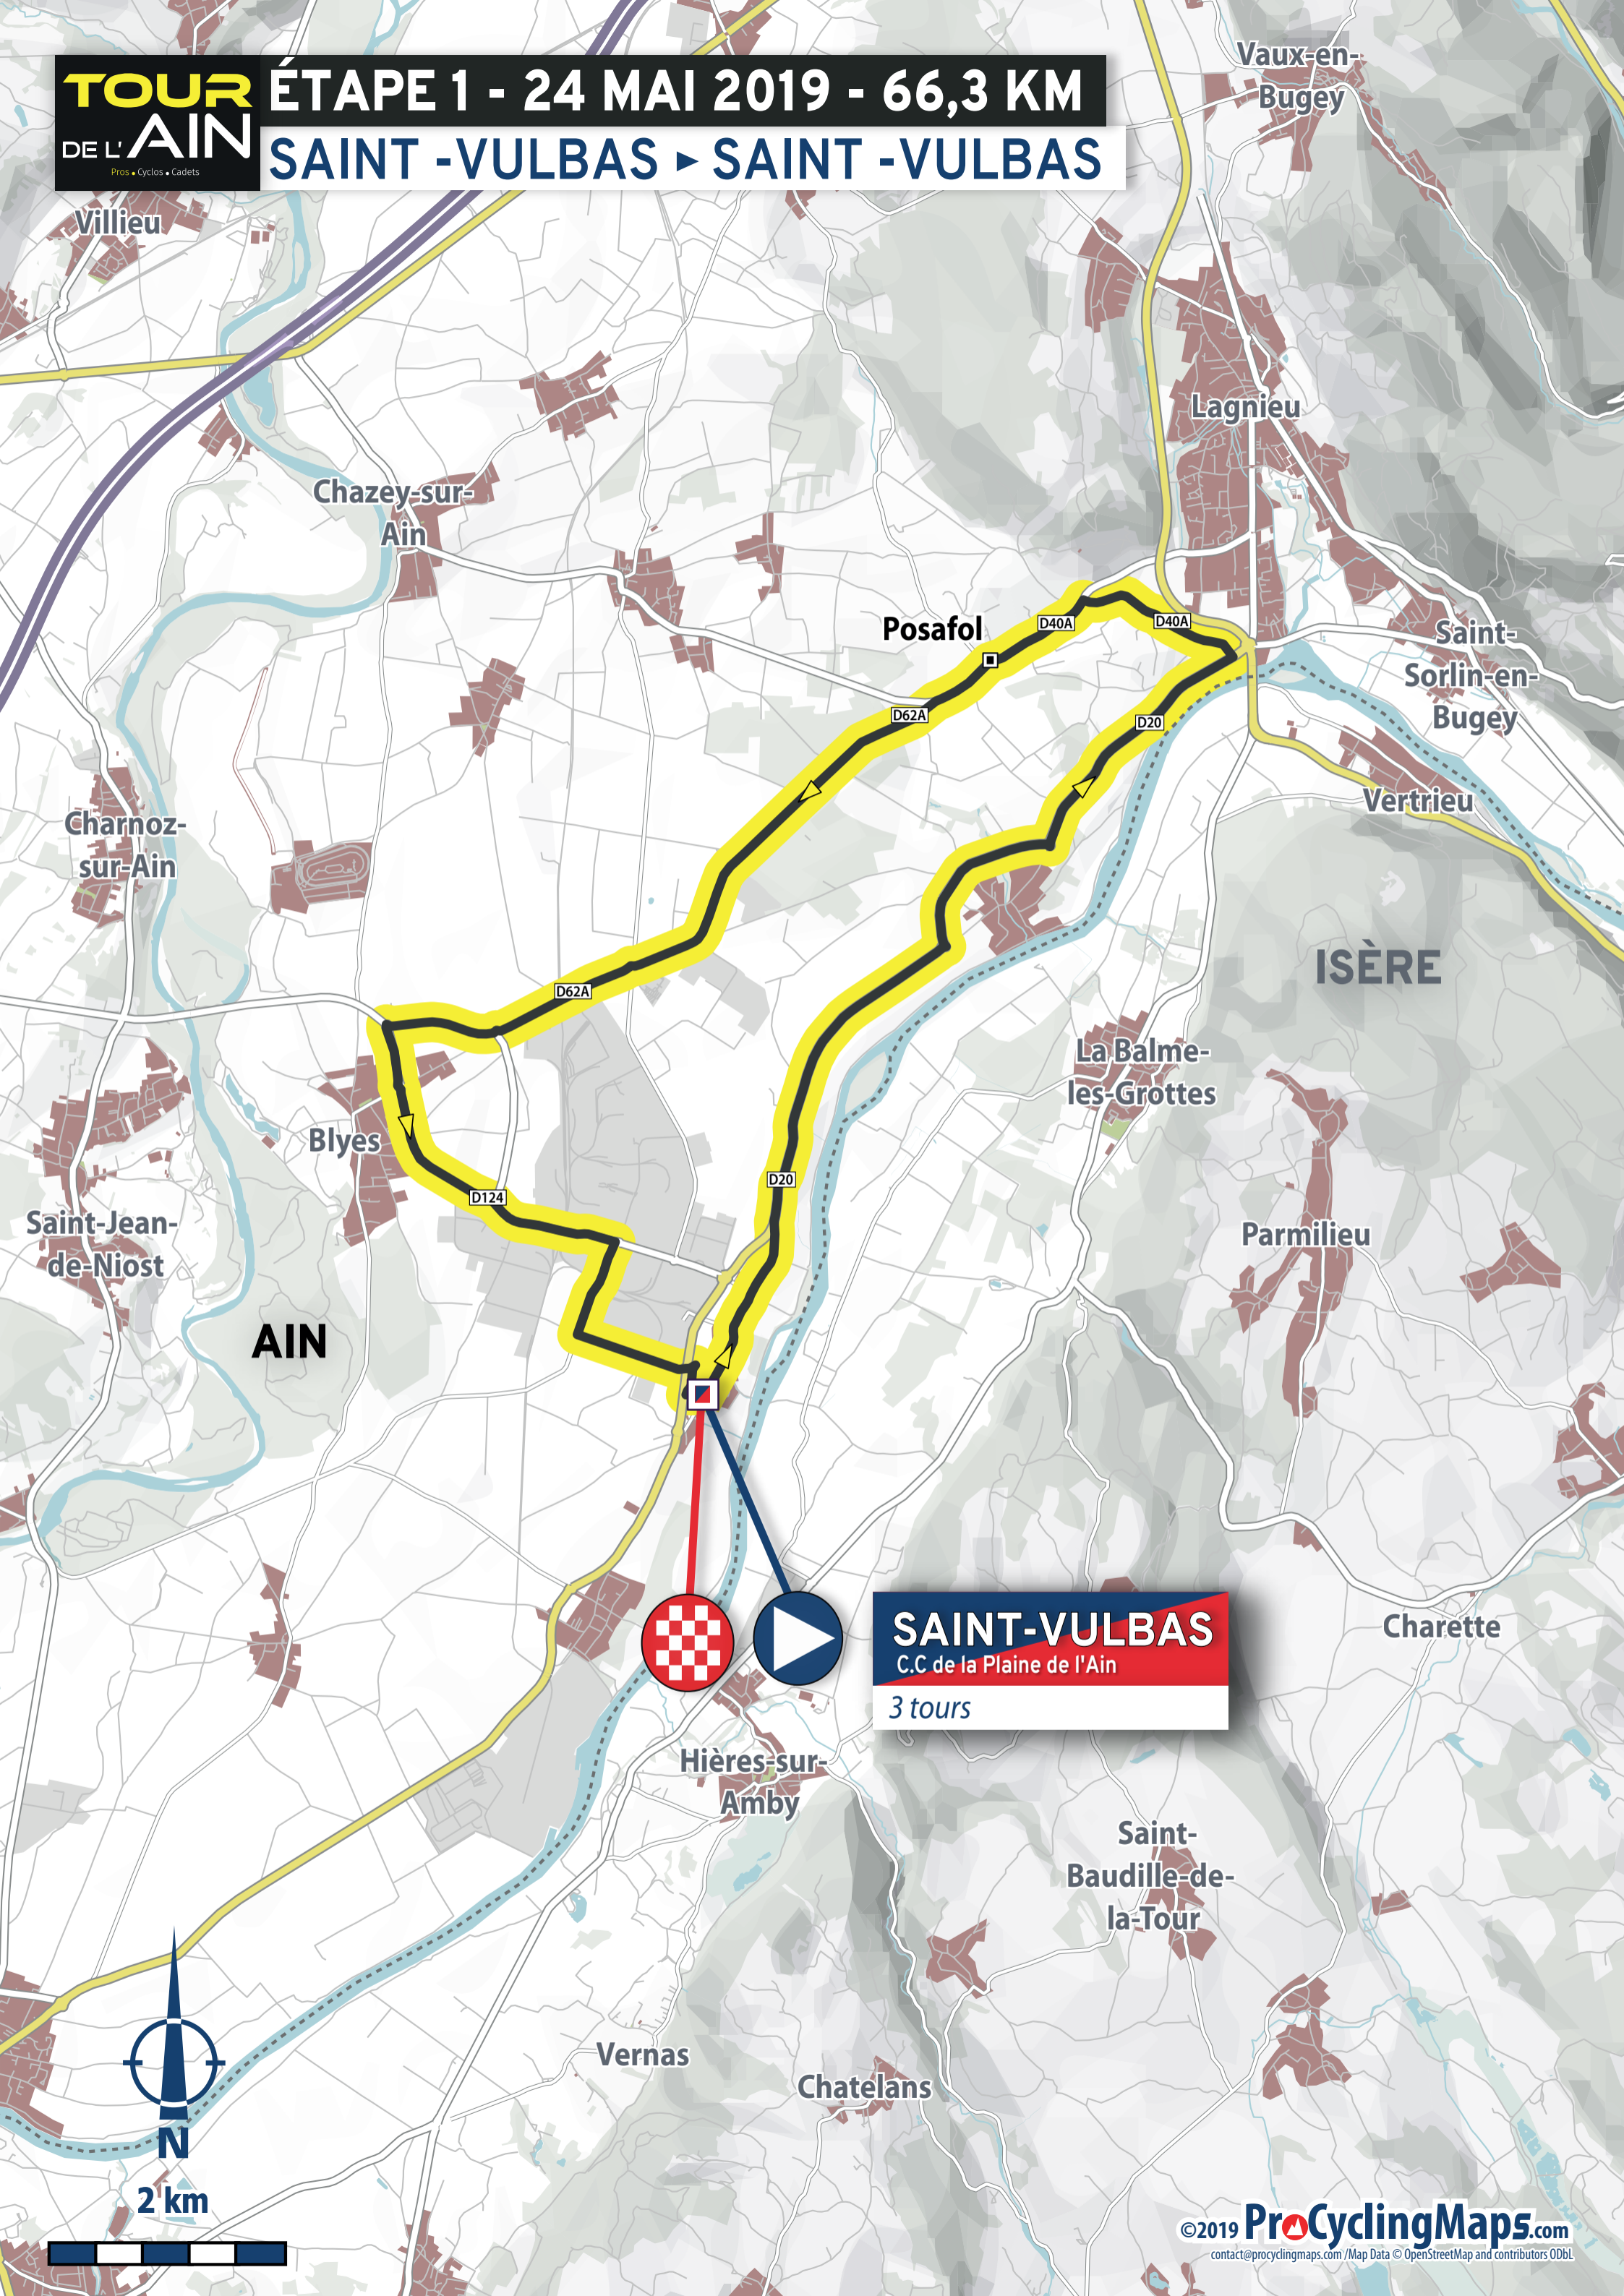 TOUR
DE L'AIN
Pros • Cyclos • Cadets
ÉTAPE 1 - 24 MAI 2019 - 66,3 KM
SAINT -VULBAS ▸ SAINT -VULBAS
Vaux-en-
Bugey
Villieu
Lagnieu
Chazey-sur-
Ain
Posafol
D40A
D40A
Saint-
Sorlin-en-
Bugey
D62A
D20
Vertrieu
Charnoz-
sur-Ain
ISÈRE
D62A
La Balme-
les-Grottes
Blyes
D20
D124
Saint-Jean-
de-Niost
Parmilieu
AIN
SAINT-VULBAS
C.C de la Plaine de l'Ain
3 tours
Charette
Hières-sur-
Amby
Saint-
Baudille-de-
la-Tour
Vernas
Chatelans
N
2 km
©2019 ProCyclingMaps.com
contact@procyclingmaps.com /Map Data © OpenStreetMap and contributors ODbL